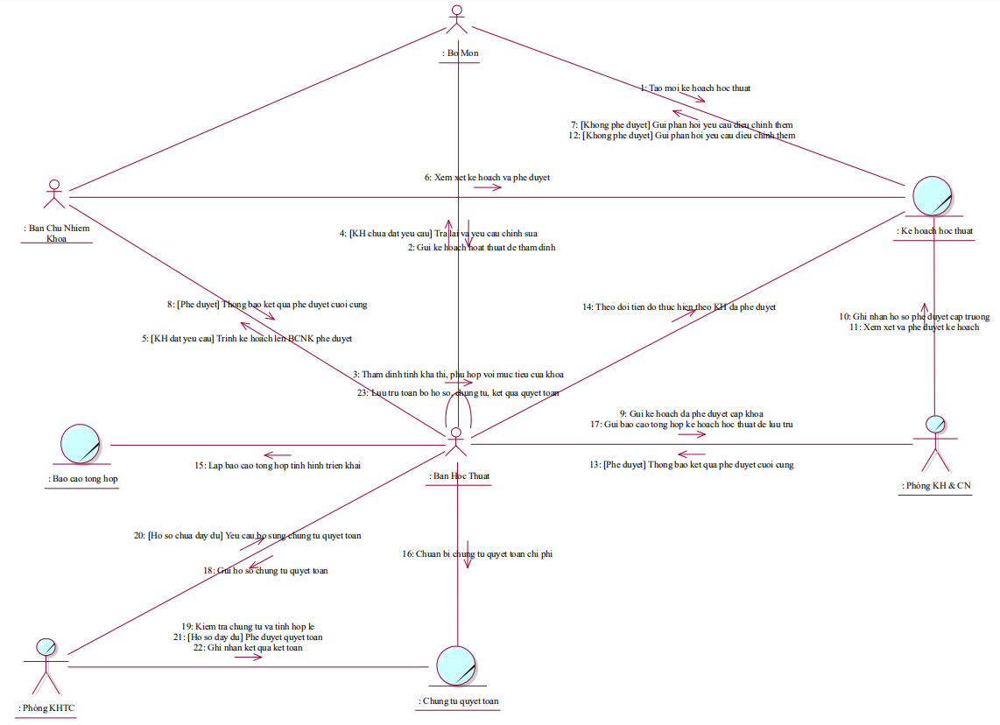 : Bo Mon
1: Tao moi ke hoach hoc thuat
7: [Khong phe duyet] Gui phan hoi yeu cau dieu chinh them
12: [Khong phe duyet] Gui phan hoi yeu cau dieu chinh them
6: Xem xet ke hoach va phe duyet
: Ban Chu Nhiem
Khoa
: Ke hoach hoc thuat
4: [KH chua dat yeu cau] Tra lai va yeu cau chinh sua
2: Gui ke hoach hoat thuat de tham dinh
8: [Phe duyet] Thong bao ket qua phe duyet cuoi cung
14: Theo doi tien do thuc hien theo KH da phe duyet
10: Ghi nhan ho so phe duyet cap truong
11: Xem xet va phe duyet ke hoach
5: [KH dat yeu cau] Trinh ke hoach len BCNK phe duyet
3: Tham dinh tinh kha thi, phu hop voi muc tieu cua khoa
23: Luu tru toan bo ho so, chung tu, ket qua quyet toan
9: Gui ke hoach da phe duyet cap khoa
17: Gui bao cao tong hop ke hoach hoc thuat de luu tru
15: Lap bao cao tong hop tinh hinh trien khai
13: [Phe duyet] Thong bao ket qua phe duyet cuoi cung
: Bao cao tong hop
: Ban Hoc Thuat
: Phòng KH & CN
20: [Ho so chua day du] Yeu cau bo sung chung tu quyet toan
16: Chuan bi chung tu quyet toan chi phi
18: Gui ho so chung tu quyet toan
19: Kiem tra chung tu va tinh hop le
21: [Ho so day du] Phe duyet quyet toan
22: Ghi nhan ket qua ket toan
: Phòng KHTC
: Chung tu quyet toan